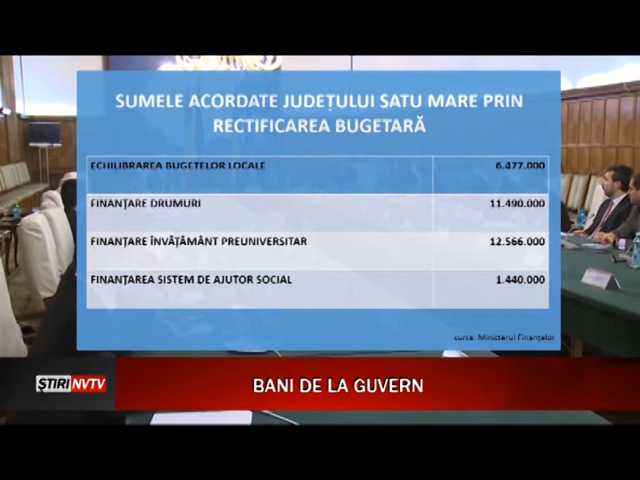 SUMELE ACORDATE JUDEȚULUI SATU MARE PRIN
RECTIFICAREA BUGETARĂ
ECHILIBRAREA BUGETELOR LOCALE 6.477.000
FINANȚARE DRUMURI 11.490.000
FINANȚARE ÎNVĂȚĂMÂNT PREUNIVERSITAR 12.566.000
FINANȚAREA SISTEM DE AJUTOR SOCIAL 1.440.000
cursa: Ministerul Finanțelor
ȘTIRI NVTV
BANI DE LA GUVERN